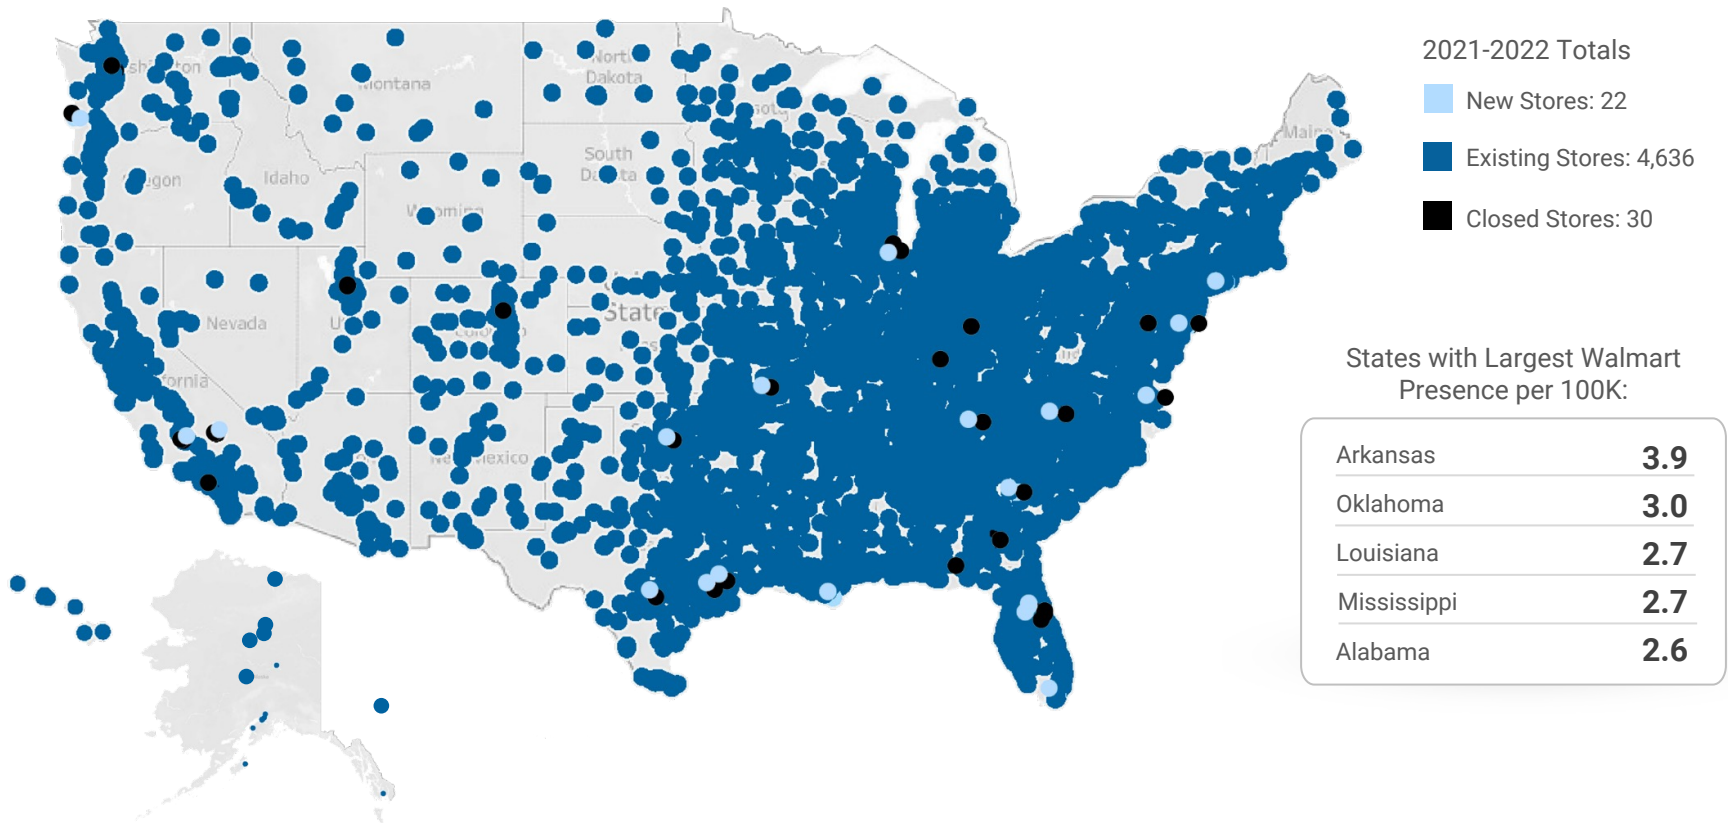 2021-2022 Totals
New Stores: 22
Existing Stores: 4,636
Closed Stores: 30
States with Largest Walmart
Presence per 100K:
Arkansas 3.9
Oklahoma 3.0
Louisiana 2.7
Mississippi 2.7
Alabama 2.6
North
Dakota
South
Idaho
Nevada
Maine